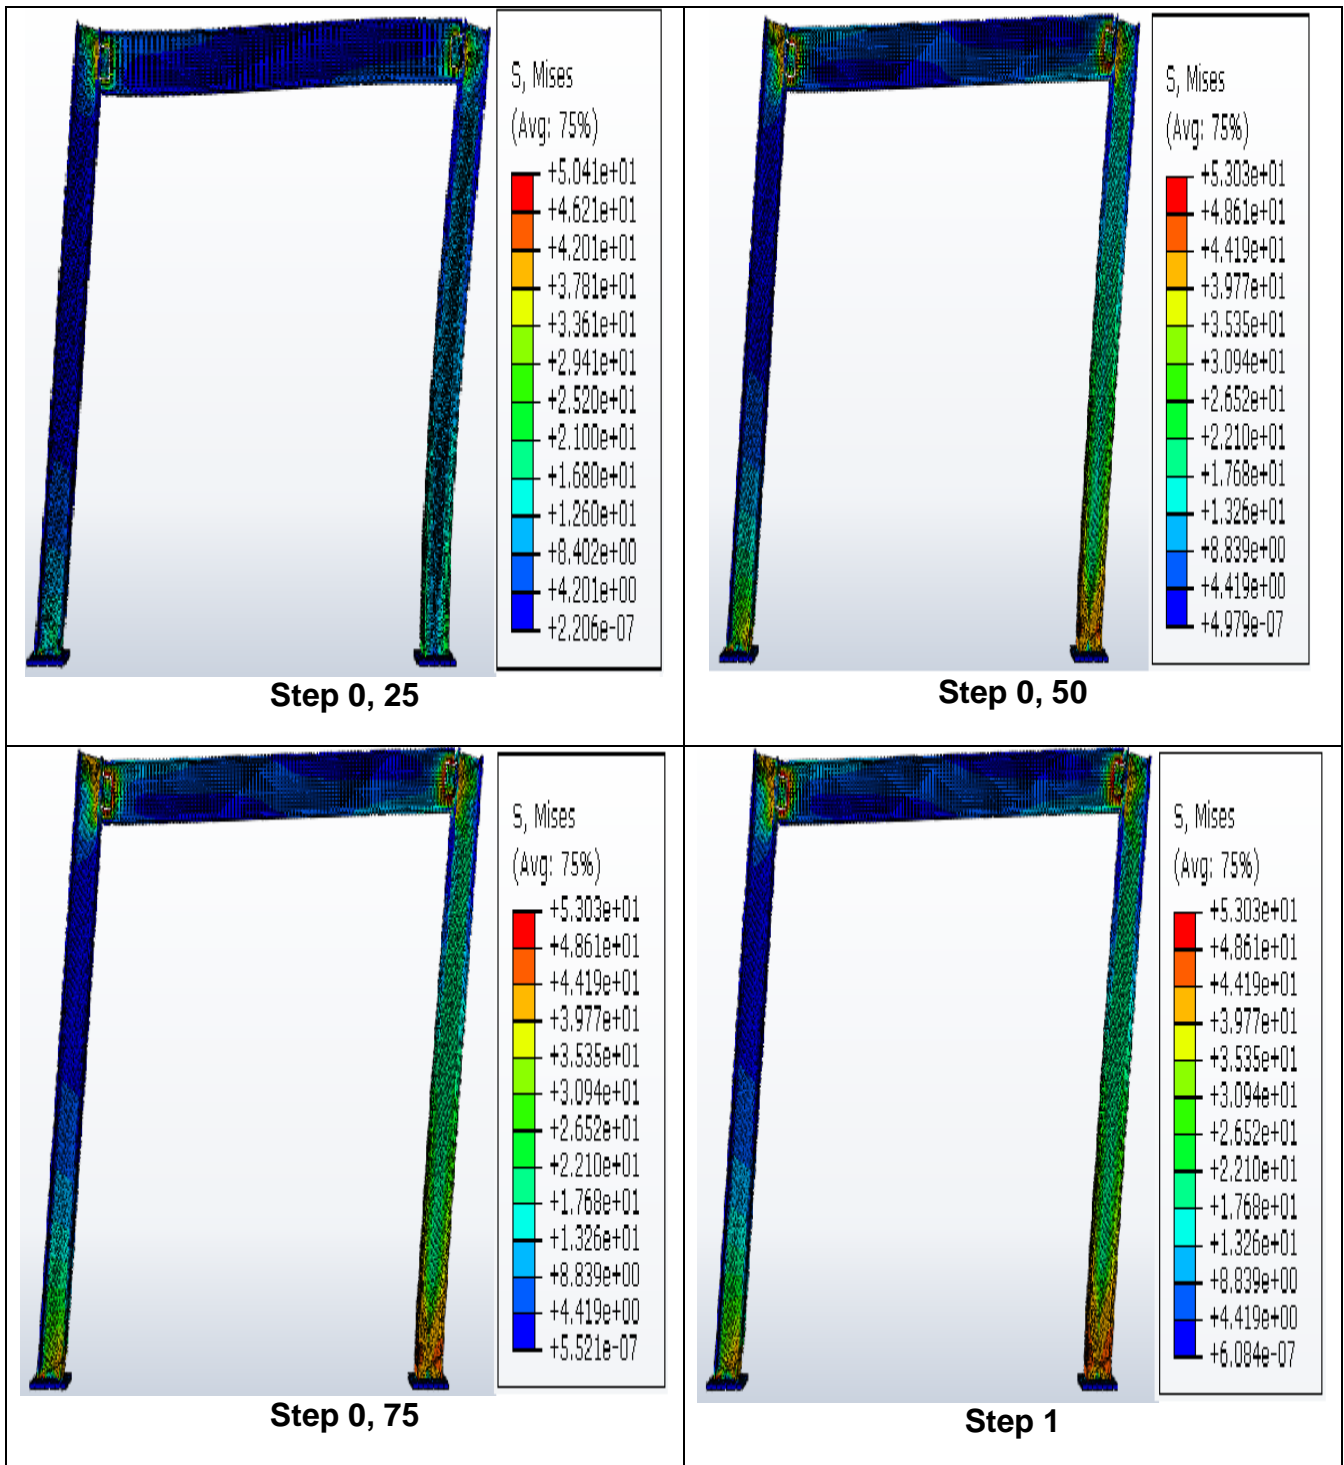 S, Mises
(Avg: 75%)
+5.041e+01
+4.621e+01
+4.201e+01
+3.781e+01
+3.361e+01
+2.941e+01
+2.520e+01
+2.100e+01
+1.680e+01
+1.260e+01
+8.402e+00
+4.201e+00
+2.206e-07
Step 0, 25
S, Mises
(Avg: 75%)
+5.303e+01
+4.861e+01
+4.419e+01
+3.977e+01
+3.535e+01
+3.094e+01
+2.652e+01
+2.210e+01
+1.768e+01
+1.326e+01
+8.839e+00
+4.419e+00
+4.979e-07
Step 0, 50
S, Mises
(Avg: 75%)
+5.303e+01
+4.861e+01
+4.419e+01
+3.977e+01
+3.535e+01
+3.094e+01
+2.652e+01
+2.210e+01
+1.768e+01
+1.326e+01
+8.839e+00
+4.419e+00
+5.521e-07
Step 0, 75
S, Mises
(Avg: 75%)
+5.303e+01
+4.861e+01
+4.419e+01
+3.977e+01
+3.535e+01
+3.094e+01
+2.652e+01
+2.210e+01
+1.768e+01
+1.326e+01
+8.839e+00
+4.419e+00
+6.084e-07
Step 1